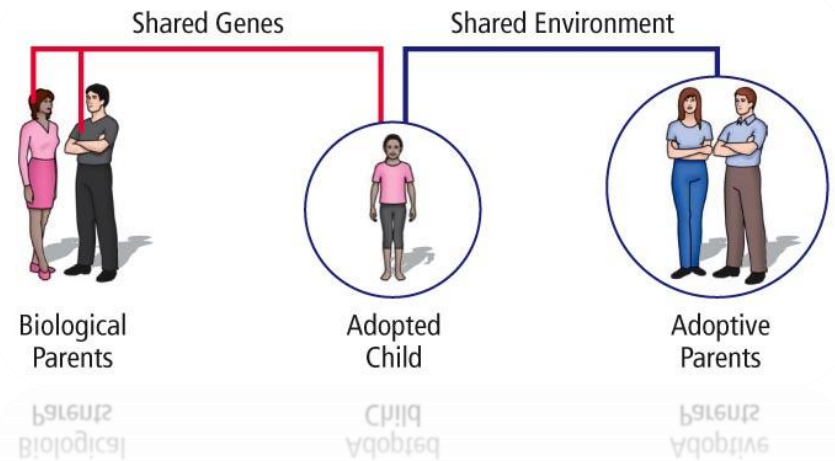 Shared Genes
Shared Environment
Biological
Parents
Adopted
Child
Adoptive
Parents